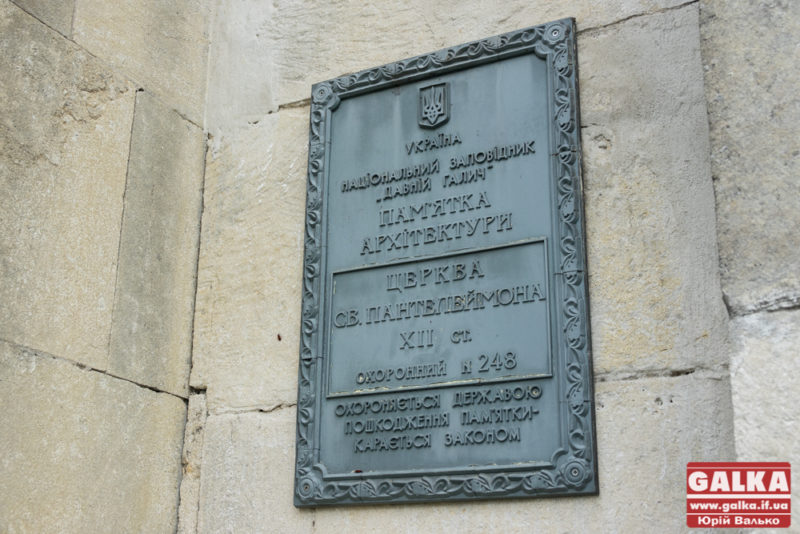 УКРАЇНА
НАЦІОНАЛЬНИЙ ЗАПОВІДНИК
„ДАВНІЙ ГАЛИЧ"
ПАМ'ЯТКА
АРХІТЕКТУРИ
ЦЕРКВА
СВ. ПАНТЕЛЕЙМОНА
XII СТ.
ОХОРОННИЙ N 248
ОХОРОНЯЄТЬСЯ ДЕРЖАВОЮ
ПОШКОДЖЕННЯ ПАМ'ЯТКИ-
КАРАЄТЬСЯ ЗАКОНОМ
GALKA
www.galka.if.ua
Юрій Валько